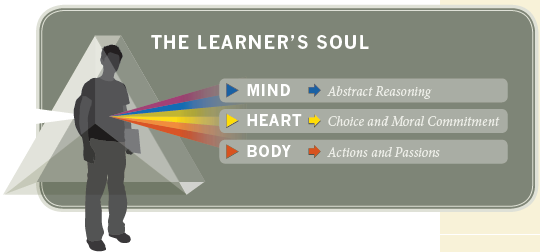 THE LEARNER’S SOUL
MIND Abstract Reasoning
HEART Choice and Moral Commitment
BODY Actions and Passions